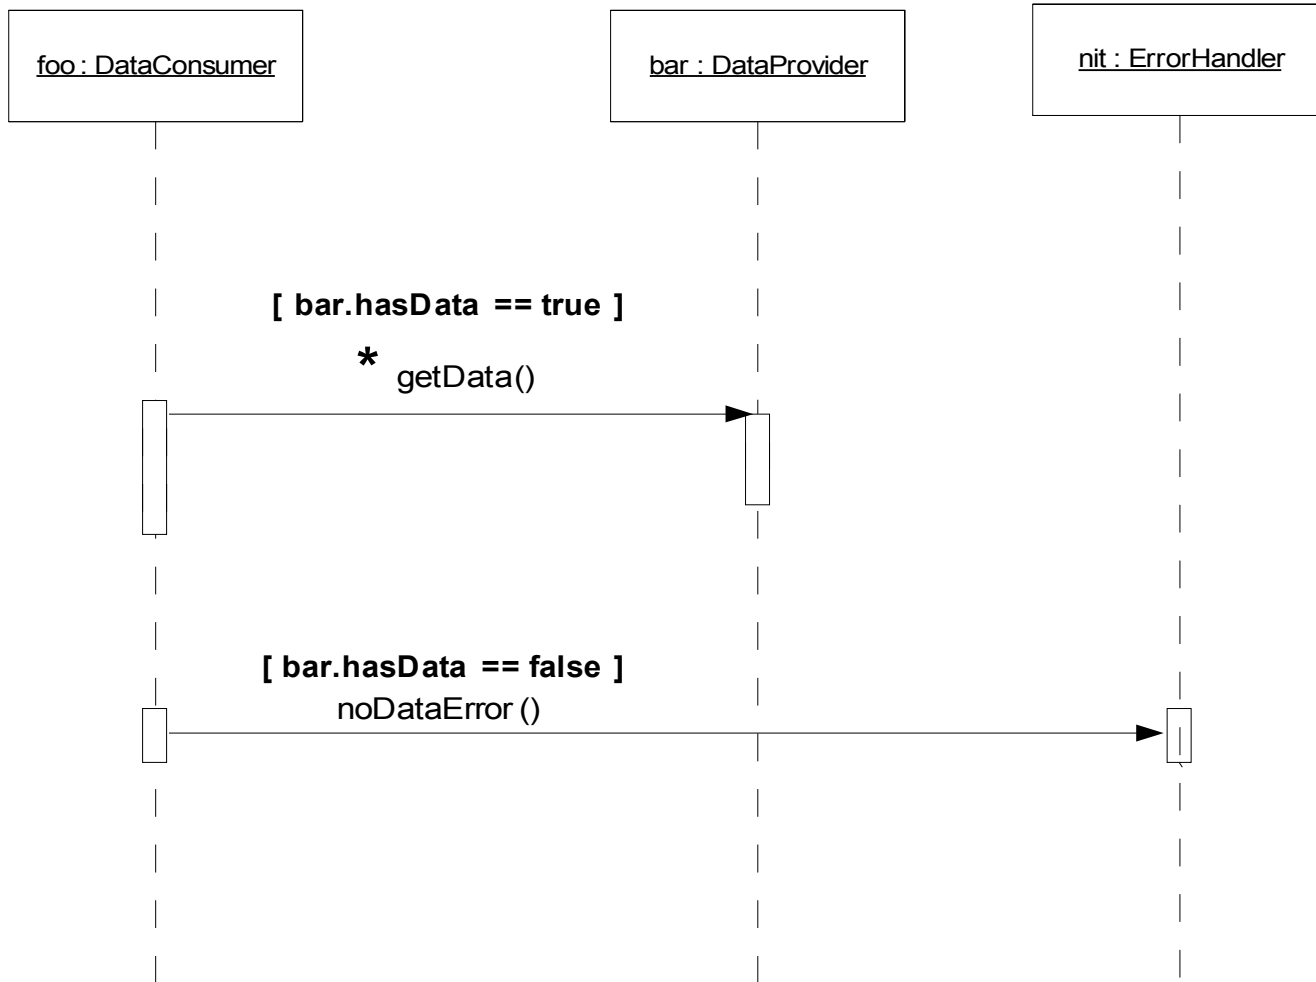 foo : DataConsumer
bar : DataProvider
nit : ErrorHandler
[ bar.hasData == true ]
* getData()
[ bar.hasData == false ]
noDataError ()